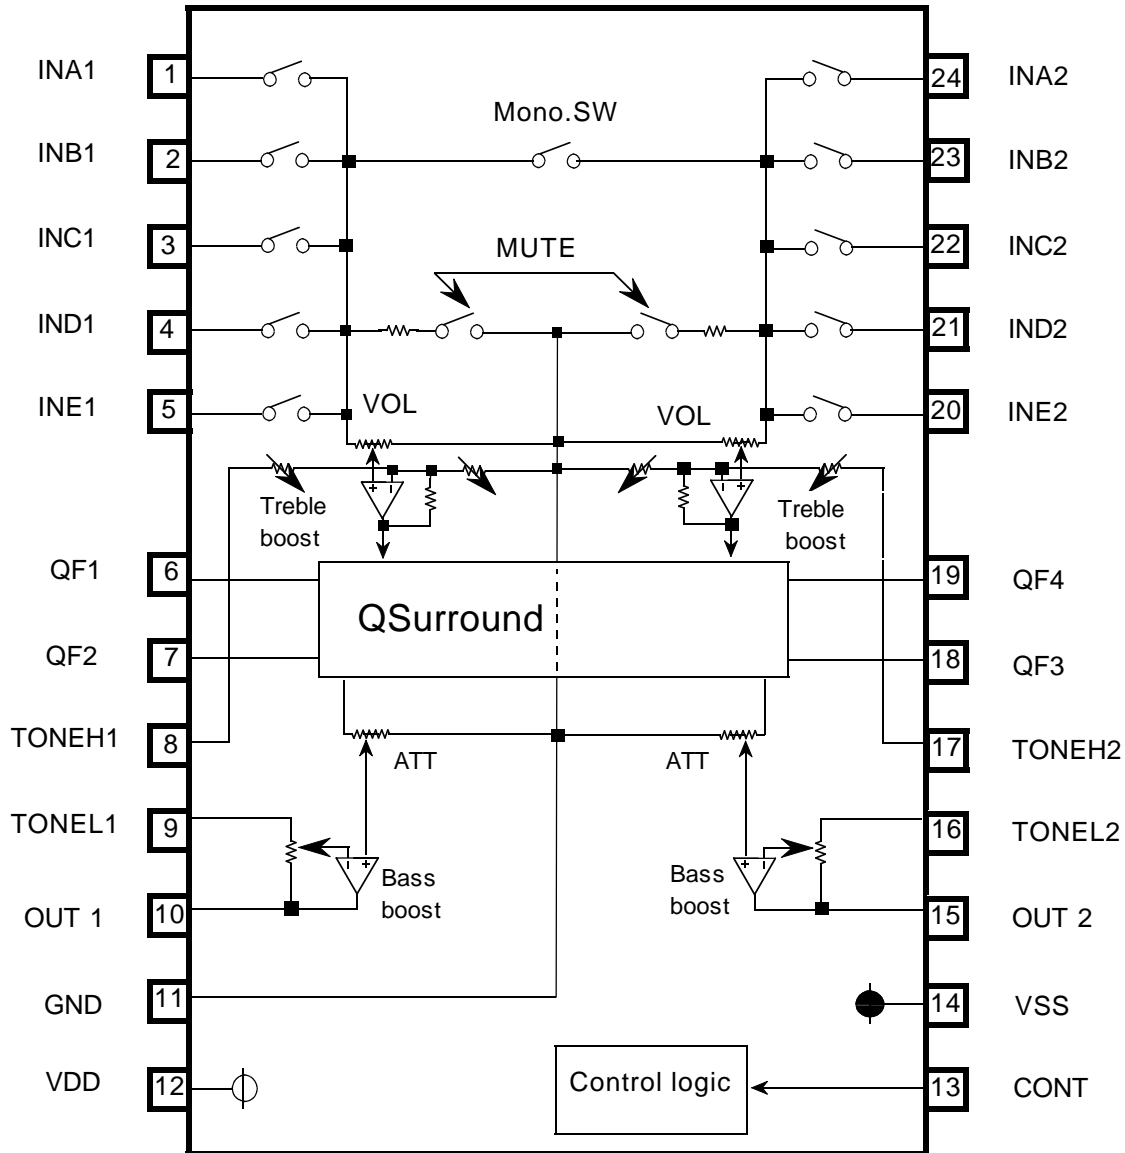 INA1
1
24
INA2
Mono.SW
INB1
2
23
INB2
INC1
3
MUTE
22
INC2
IND1
4
21
IND2
INE1
5
VOL
VOL
20
INE2
+ -
- +
Treble
boost
Treble
boost
QF1
6
19
QF4
QSurround
QF2
7
18
QF3
TONEH1
8
ATT
ATT
17
TONEH2
TONEL1
9
16
TONEL2
- +
+ -
Bass
boost
Bass
boost
OUT 1
10
15
OUT 2
GND
11
14
VSS
VDD
12
Control logic
13
CONT